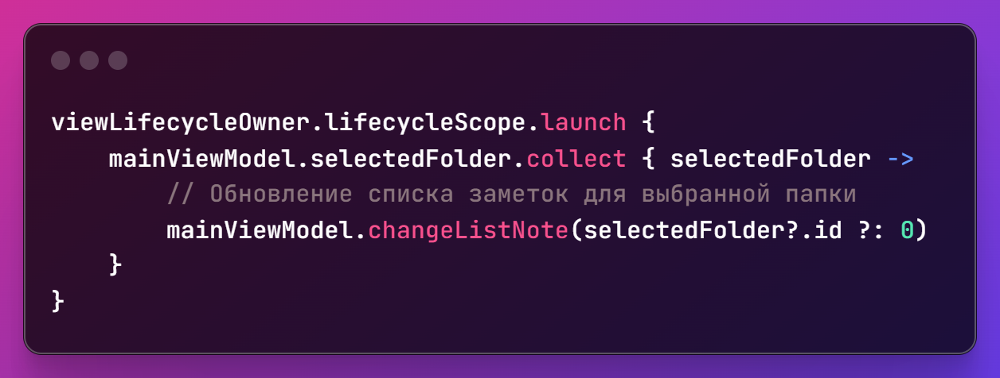 viewLifecycleOwner.lifecycleScope.launch {
    mainViewModel.selectedFolder.collect { selectedFolder ->
        // Обновление списка заметок для выбранной папки
        mainViewModel.changeListNote(selectedFolder?.id ?: 0)
    }
}